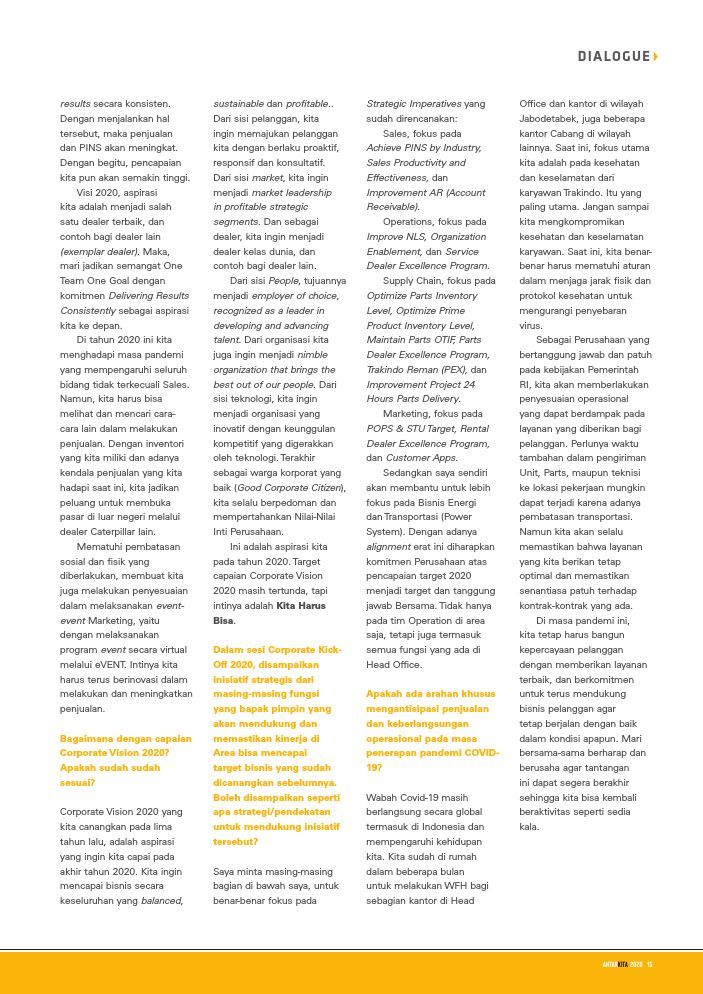 DIALOGUE
results secara konsisten.
Dengan menjalankan hal
tersebut, maka penjualan
dan PINS akan meningkat.
Dengan begitu, pencapaian
kita pun akan semakin tinggi.
Visi 2020, aspirasi
kita adalah menjadi salah
satu dealer terbaik, dan
contoh bagi dealer lain
(exemplar dealer). Maka,
mari jadikan semangat One
Team One Goal dengan
komitmen Delivering Results
Consistently sebagai aspirasi
kita ke depan.
Di tahun 2020 ini kita
menghadapi masa pandemi
yang mempengaruhi seluruh
bidang tidak terkecuali Sales.
Namun, kita harus bisa
melihat dan mencari cara-
cara lain dalam melakukan
penjualan. Dengan inventori
yang kita miliki dan adanya
kendala penjualan yang kita
hadapi saat ini, kita jadikan
peluang untuk membuka
pasar di luar negeri melalui
dealer Caterpillar lain.
Mematuhi pembatasan
sosial dan fisik yang
diberlakukan, membuat kita
juga melakukan penyesuaian
dalam melaksanakan event-
event Marketing, yaitu
dengan melaksanakan
program event secara virtual
melalui eVENT. Intinya kita
harus terus berinovasi dalam
melakukan dan meningkatkan
penjualan.
Bagaimana dengan capaian
Corporate Vision 2020?
Apakah sudah sudah
sesuai?
Corporate Vision 2020 yang
kita canangkan pada lima
tahun lalu, adalah aspirasi
yang ingin kita capai pada
akhir tahun 2020. Kita ingin
mencapai bisnis secara
keseluruhan yang balanced,
sustainable dan profitable..
Dari sisi pelanggan, kita
ingin memajukan pelanggan
kita dengan berlaku proaktif,
responsif dan konsultatif.
Dari sisi market, kita ingin
menjadi market leadership
in profitable strategic
segments. Dan sebagai
dealer, kita ingin menjadi
dealer kelas dunia, dan
contoh bagi dealer lain.
Dari sisi People, tujuannya
menjadi employer of choice,
recognized as a leader in
developing and advancing
talent. Dari organisasi kita
juga ingin menjadi nimble
organization that brings the
best out of our people. Dari
sisi teknologi, kita ingin
menjadi organisasi yang
inovatif dengan keunggulan
kompetitif yang digerakkan
oleh teknologi. Terakhir
sebagai warga korporat yang
baik (Good Corporate Citizen),
kita selalu berpedoman dan
mempertahankan Nilai-Nilai
Inti Perusahaan.
Ini adalah aspirasi kita
pada tahun 2020. Target
capaian Corporate Vision
2020 masih tertunda, tapi
intinya adalah Kita Harus
Bisa.
Dalam sesi Corporate Kick-
Off 2020, disampaikan
inisiatif strategis dari
masing-masing fungsi
yang bapak pimpin yang
akan mendukung dan
memastikan kinerja di
Area bisa mencapai
target bisnis yang sudah
dicanangkan sebelumnya.
Boleh disampaikan seperti
apa strategi/pendekatan
untuk mendukung inisiatif
tersebut?
Saya minta masing-masing
bagian di bawah saya, untuk
benar-benar fokus pada
Strategic Imperatives yang
sudah direncanakan:
Sales, fokus pada
Achieve PINS by Industry,
Sales Productivity and
Effectiveness, dan
Improvement AR (Account
Receivable).
Operations, fokus pada
Improve NLS, Organization
Enablement, dan Service
Dealer Excellence Program.
Supply Chain, fokus pada
Optimize Parts Inventory
Level, Optimize Prime
Product Inventory Level,
Maintain Parts OTIF, Parts
Dealer Excellence Program,
Trakindo Reman (PEX), dan
Improvement Project 24
Hours Parts Delivery.
Marketing, fokus pada
POPS & STU Target, Rental
Dealer Excellence Program,
dan Customer Apps.
Sedangkan saya sendiri
akan membantu untuk lebih
fokus pada Bisnis Energi
dan Transportasi (Power
System). Dengan adanya
alignment erat ini diharapkan
komitmen Perusahaan atas
pencapaian target 2020
menjadi target dan tanggung
jawab Bersama. Tidak hanya
pada tim Operation di area
saja, tetapi juga termasuk
semua fungsi yang ada di
Head Office.
Apakah ada arahan khusus
mengantisipasi penjualan
dan keberlangsungan
operasional pada masa
penerapan pandemi COVID-
19?
Wabah Covid-19 masih
berlangsung secara global
termasuk di Indonesia dan
mempengaruhi kehidupan
kita. Kita sudah di rumah
dalam beberapa bulan
untuk melakukan WFH bagi
sebagian kantor di Head
Office dan kantor di wilayah
Jabodetabek, juga beberapa
kantor Cabang di wilayah
lainnya. Saat ini, fokus utama
kita adalah pada kesehatan
dan keselamatan dari
karyawan Trakindo. Itu yang
paling utama. Jangan sampai
kita mengkompromikan
kesehatan dan keselamatan
karyawan. Saat ini, kita benar-
benar harus mematuhi aturan
dalam menjaga jarak fisik dan
protokol kesehatan untuk
mengurangi penyebaran
virus.
Sebagai Perusahaan yang
bertanggung jawab dan patuh
pada kebijakan Pemerintah
RI, kita akan memberlakukan
penyesuaian operasional
yang dapat berdampak pada
layanan yang diberikan bagi
pelanggan. Perlunya waktu
tambahan dalam pengiriman
Unit, Parts, maupun teknisi
ke lokasi pekerjaan mungkin
dapat terjadi karena adanya
pembatasan transportasi.
Namun kita akan selalu
memastikan bahwa layanan
yang kita berikan tetap
optimal dan memastikan
senantiasa patuh terhadap
kontrak-kontrak yang ada.
Di masa pandemi ini,
kita tetap harus bangun
kepercayaan pelanggan
dengan memberikan layanan
terbaik, dan berkomitmen
untuk terus mendukung
bisnis pelanggan agar
tetap berjalan dengan baik
dalam kondisi apapun. Mari
bersama-sama berharap dan
berusaha agar tantangan
ini dapat segera berakhir
sehingga kita bisa kembali
beraktivitas seperti sedia
kala.
ANTARKITA 2020 15